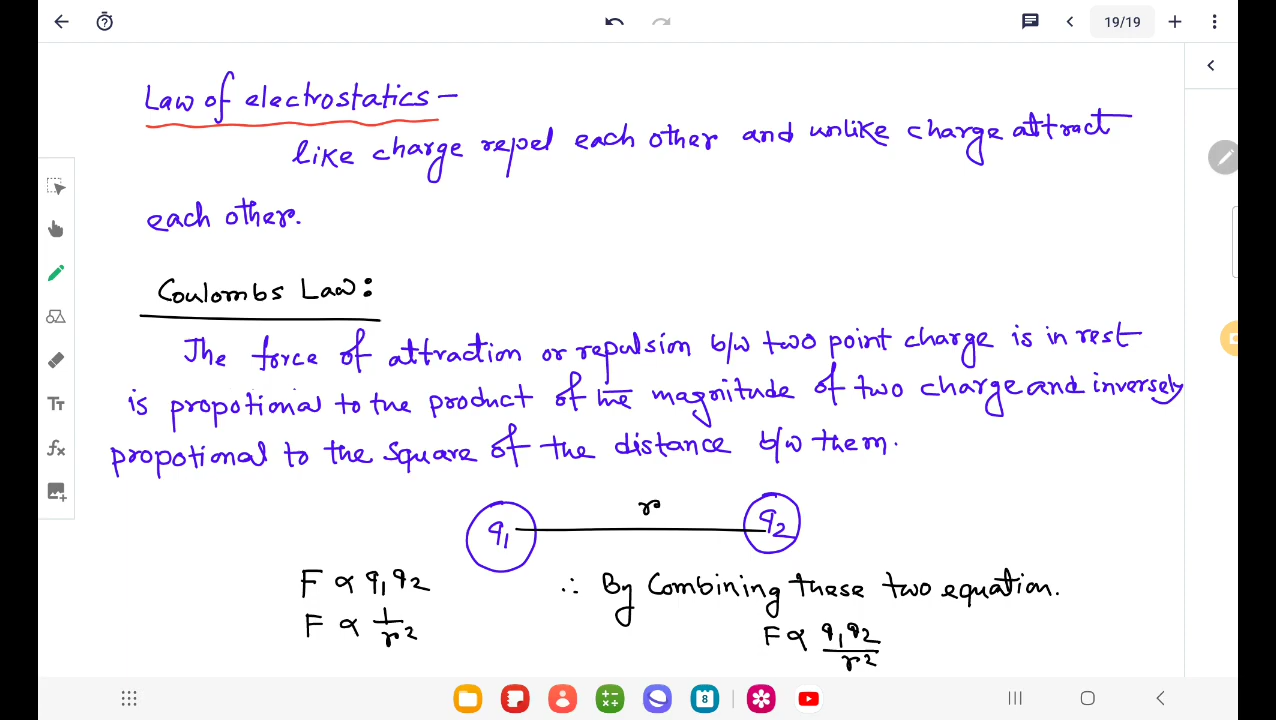 19/19
Law of electrostatics -
like charge repel each other and unlike charge attract
each other.
Coulombs Law:
The force of attraction or repulsion b/w two point charge is in rest
is propotional to the product of the magnitude of two charge and inversely
propotional to the square of the distance b/w them.
r
q1 q2
F ∝ q1q2 ∴ By Combining these two equation.
F ∝ 1/r²
F ∝ q1q2/r²
TT
fx
8